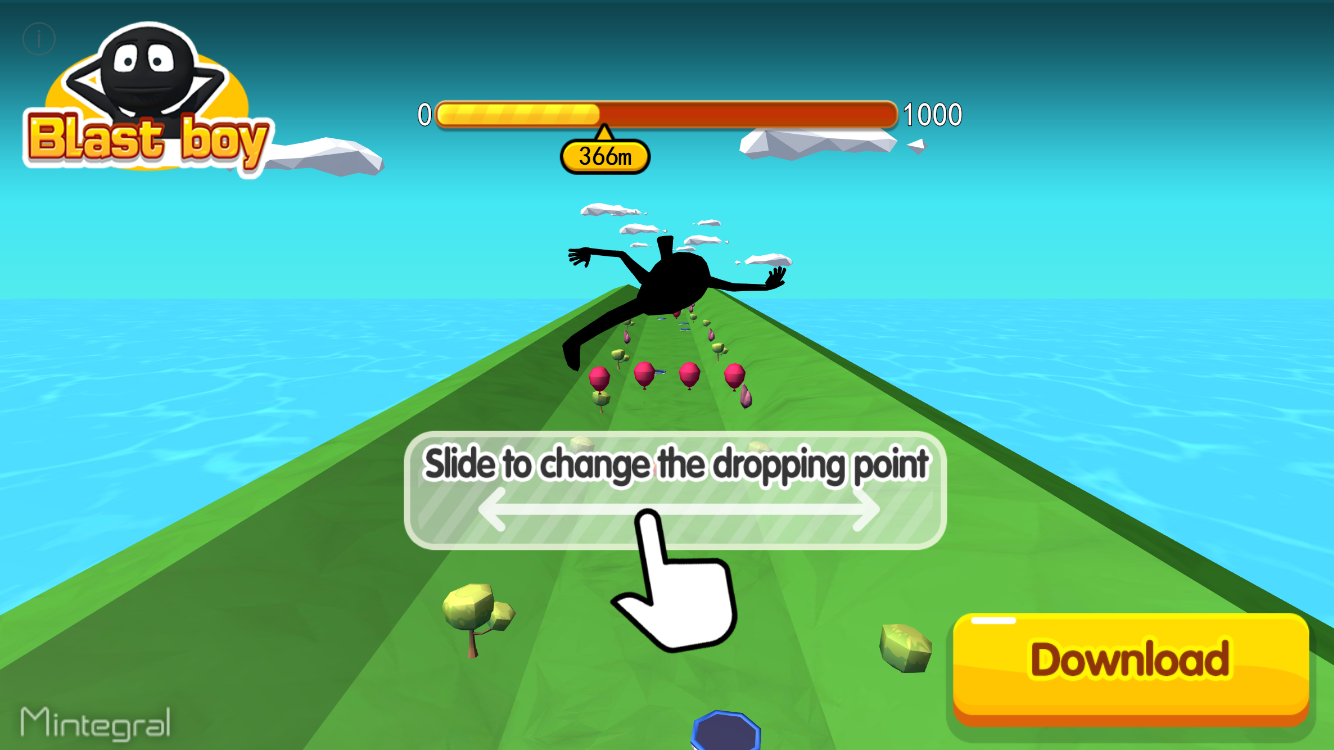 Blast boy
0
1000
366m
Slide to change the dropping point
Download
Mintegral